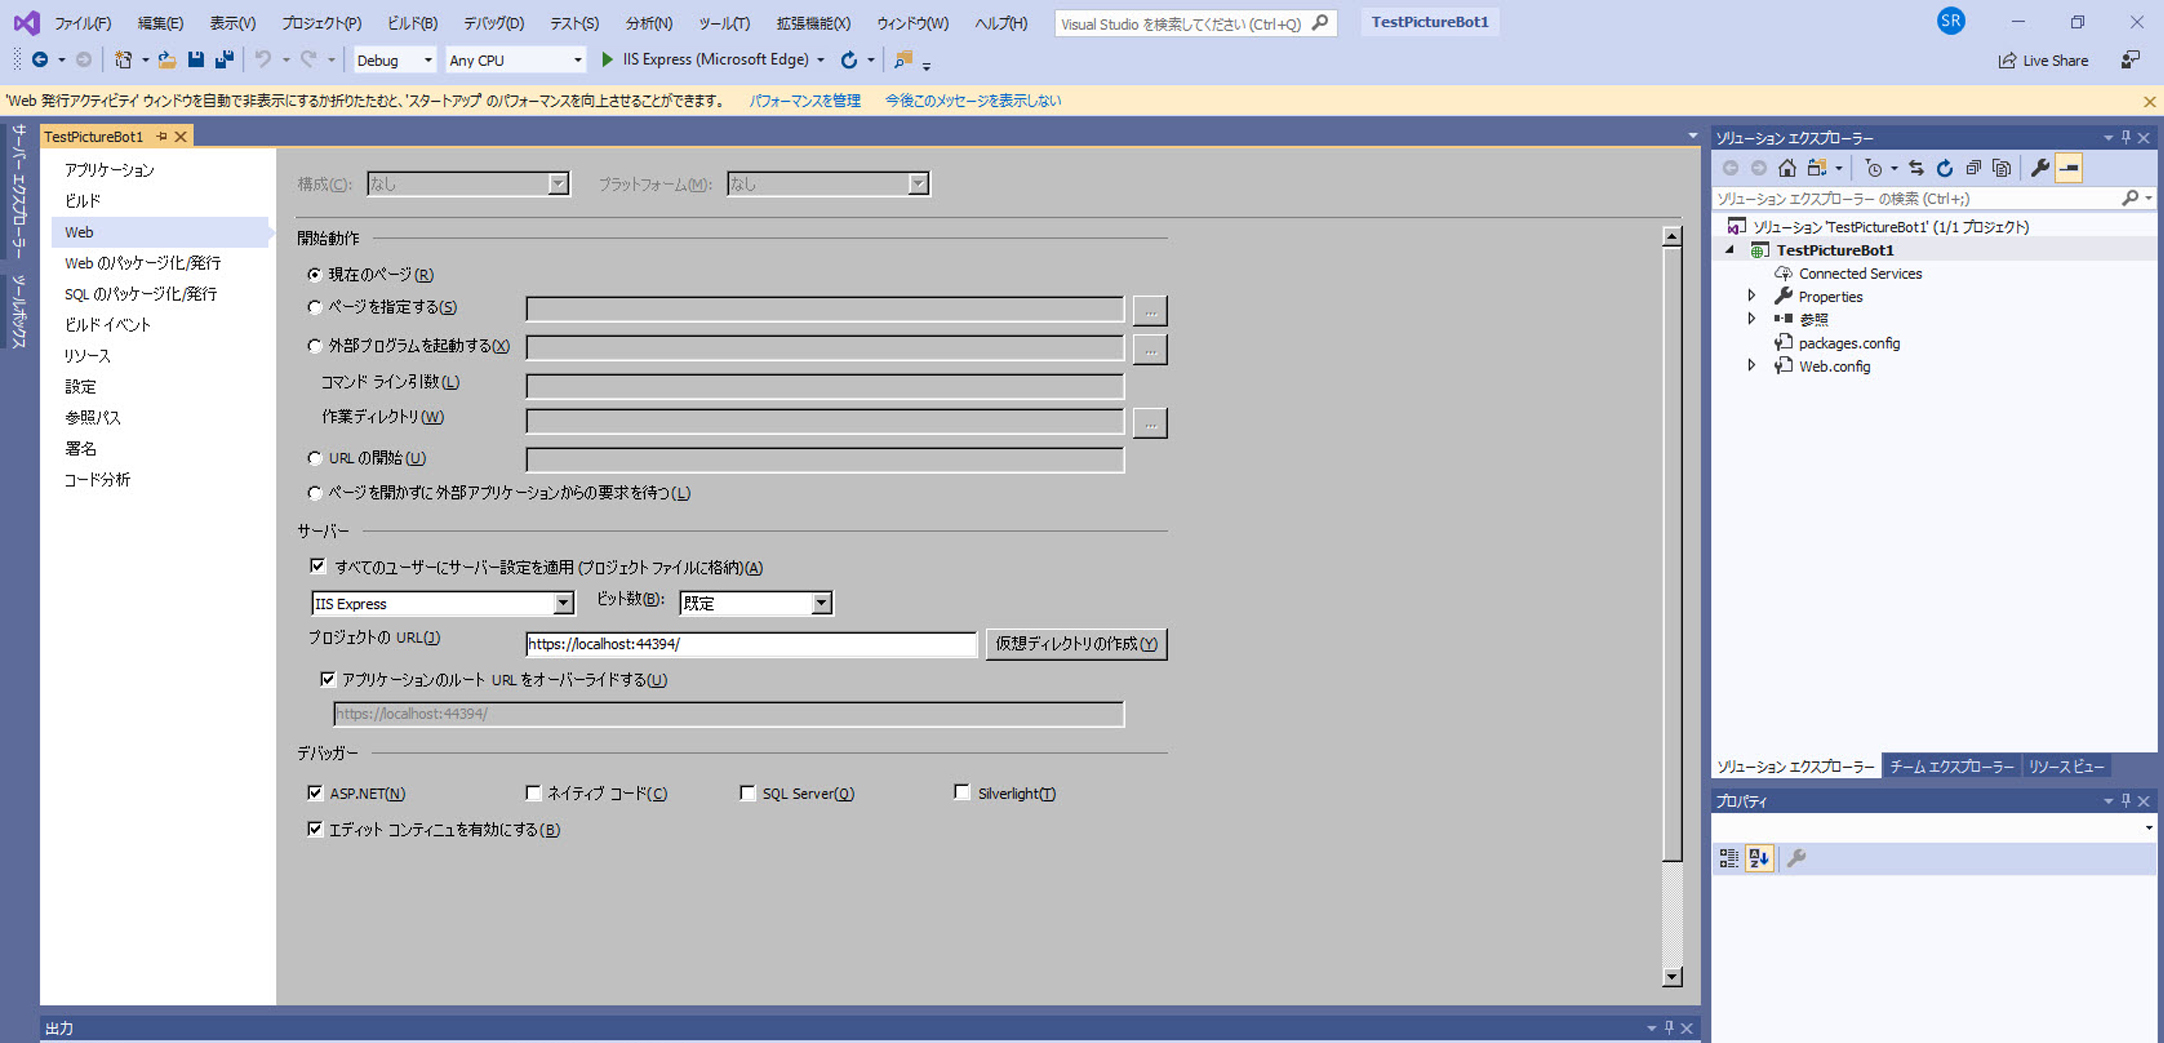 ファイル(F) 編集(E) 表示(V) プロジェクト(P) ビルド(B) デバッグ(D) テスト(S) 分析(N) ツール(T) 拡張機能(X) ウィンドウ(W) ヘルプ(H) Visual Studio を検索してください (Ctrl+Q) TestPictureBot1 SR
Debug Any CPU IIS Express (Microsoft Edge) Live Share
'Web 発行アクティビティ' ウィンドウを自動で非表示にするか折りたたむと、'スタートアップ' のパフォーマンスを向上させることができます。 パフォーマンスを管理 今後このメッセージを表示しない
サーバー エクスプローラー
ツールボックス
TestPictureBot1
アプリケーション
ビルド
Web
Web のパッケージ化/発行
SQL のパッケージ化/発行
ビルド イベント
リソース
設定
参照パス
署名
コード分析
構成(C): なし プラットフォーム(M): なし
開始動作
現在のページ(R)
ページを指定する(S) ...
外部プログラムを起動する(X) ...
コマンド ライン引数(L)
作業ディレクトリ(W) ...
URL の開始(U)
ページを開かずに外部アプリケーションからの要求を待つ(L)
サーバー
すべてのユーザーにサーバー設定を適用 (プロジェクト ファイルに格納)(A)
IIS Express ビット数(B): 既定
プロジェクトの URL(J) https://localhost:44394/ 仮想ディレクトリの作成(Y)
アプリケーションのルート URL をオーバーライドする(U)
https://localhost:44394/
デバッガー
ASP.NET(N) ネイティブ コード(C) SQL Server(Q) Silverlight(T)
エディット コンティニュを有効にする(B)
出力
ソリューション エクスプローラー
ソリューション エクスプローラー の検索 (Ctrl+;)
ソリューション 'TestPictureBot1' (1/1 プロジェクト)
TestPictureBot1
Connected Services
Properties
参照
packages.config
Web.config
ソリューション エクスプローラー チーム エクスプローラー リソース ビュー
プロパティ